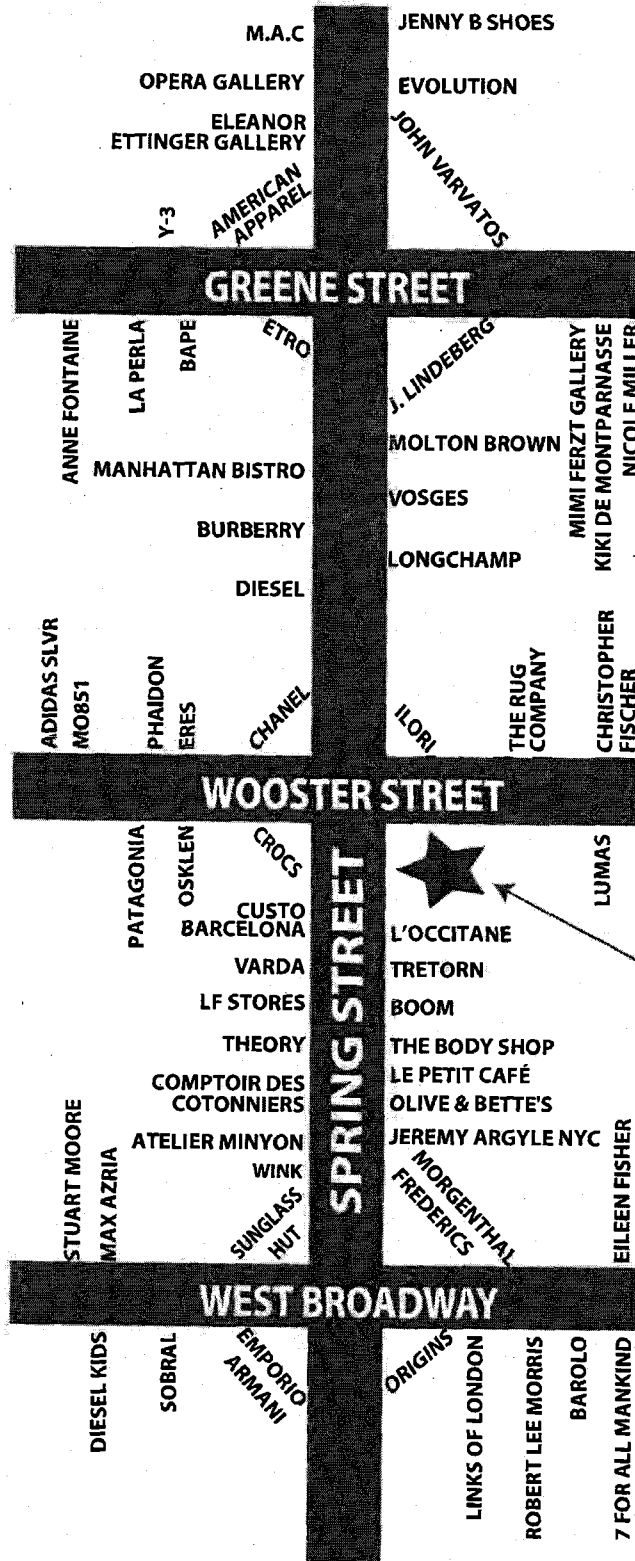 M.A.C
JENNY B SHOES
OPERA GALLERY
EVOLUTION
ELEANOR
ETTINGER GALLERY
JOHN VARVATOS
Y-3
AMERICAN
APPAREL
GREENE STREET
ANNE FONTAINE
LA PERLA
BAPE
ETRO
J. LINDEBERG
MIMI FERZT GALLERY
KIKI DE MONTPARNASSE
NICOLE MILLER
MOLTON BROWN
MANHATTAN BISTRO
VOSGES
BURBERRY
LONGCHAMP
DIESEL
ADIDAS SLVR
MO851
PHAIDON
ERES
CHANEL
ILORI
THE RUG
COMPANY
CHRISTOPHER
FISCHER
WOOSTER STREET
PATAGONIA
OSKLEN
CROCS
LUMAS
SPRING STREET
CUSTO
BARCELONA
L'OCCITANE
VARDA
TRETORN
LF STORES
BOOM
THEORY
THE BODY SHOP
COMPTOIR DES
COTONNIERS
LE PETIT CAFÉ
OLIVE & BETTE'S
ATELIER MINYON
JEREMY ARGYLE NYC
WINK
STUART MOORE
MAX AZRIA
SUNGLASS
HUT
MORGENTHAL
FREDERICS
EILEEN FISHER
WEST BROADWAY
DIESEL KIDS
SOBRAL
EMPORIO
ARMANI
ORIGINS
LINKS OF LONDON
ROBERT LEE MORRIS
BAROLO
7 FOR ALL MANKIND